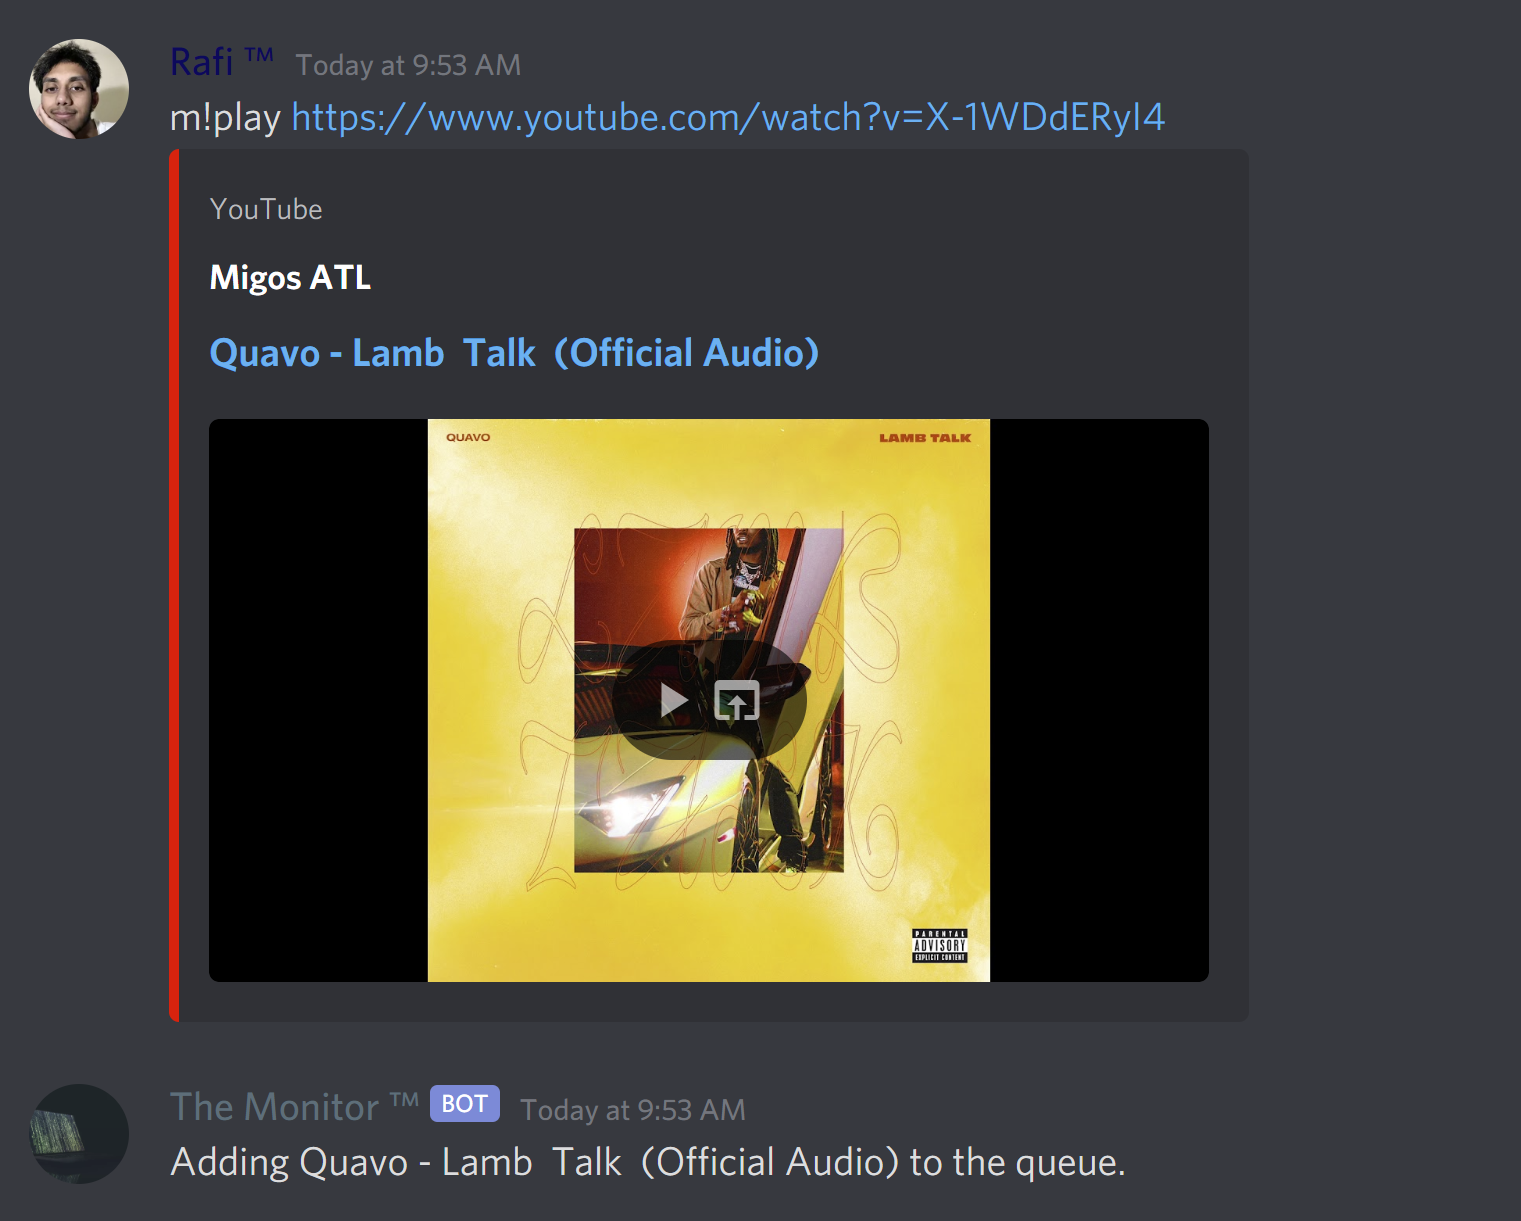 Rafi ™ Today at 9:53 AM
m!play https://www.youtube.com/watch?v=X-1WDdERyI4
YouTube
Migos ATL
Quavo - Lamb  Talk  (Official Audio)
QUAVO LAMB TALK
PARENTAL
ADVISORY
EXPLICIT CONTENT
The Monitor ™ BOT Today at 9:53 AM
Adding Quavo - Lamb  Talk  (Official Audio) to the queue.